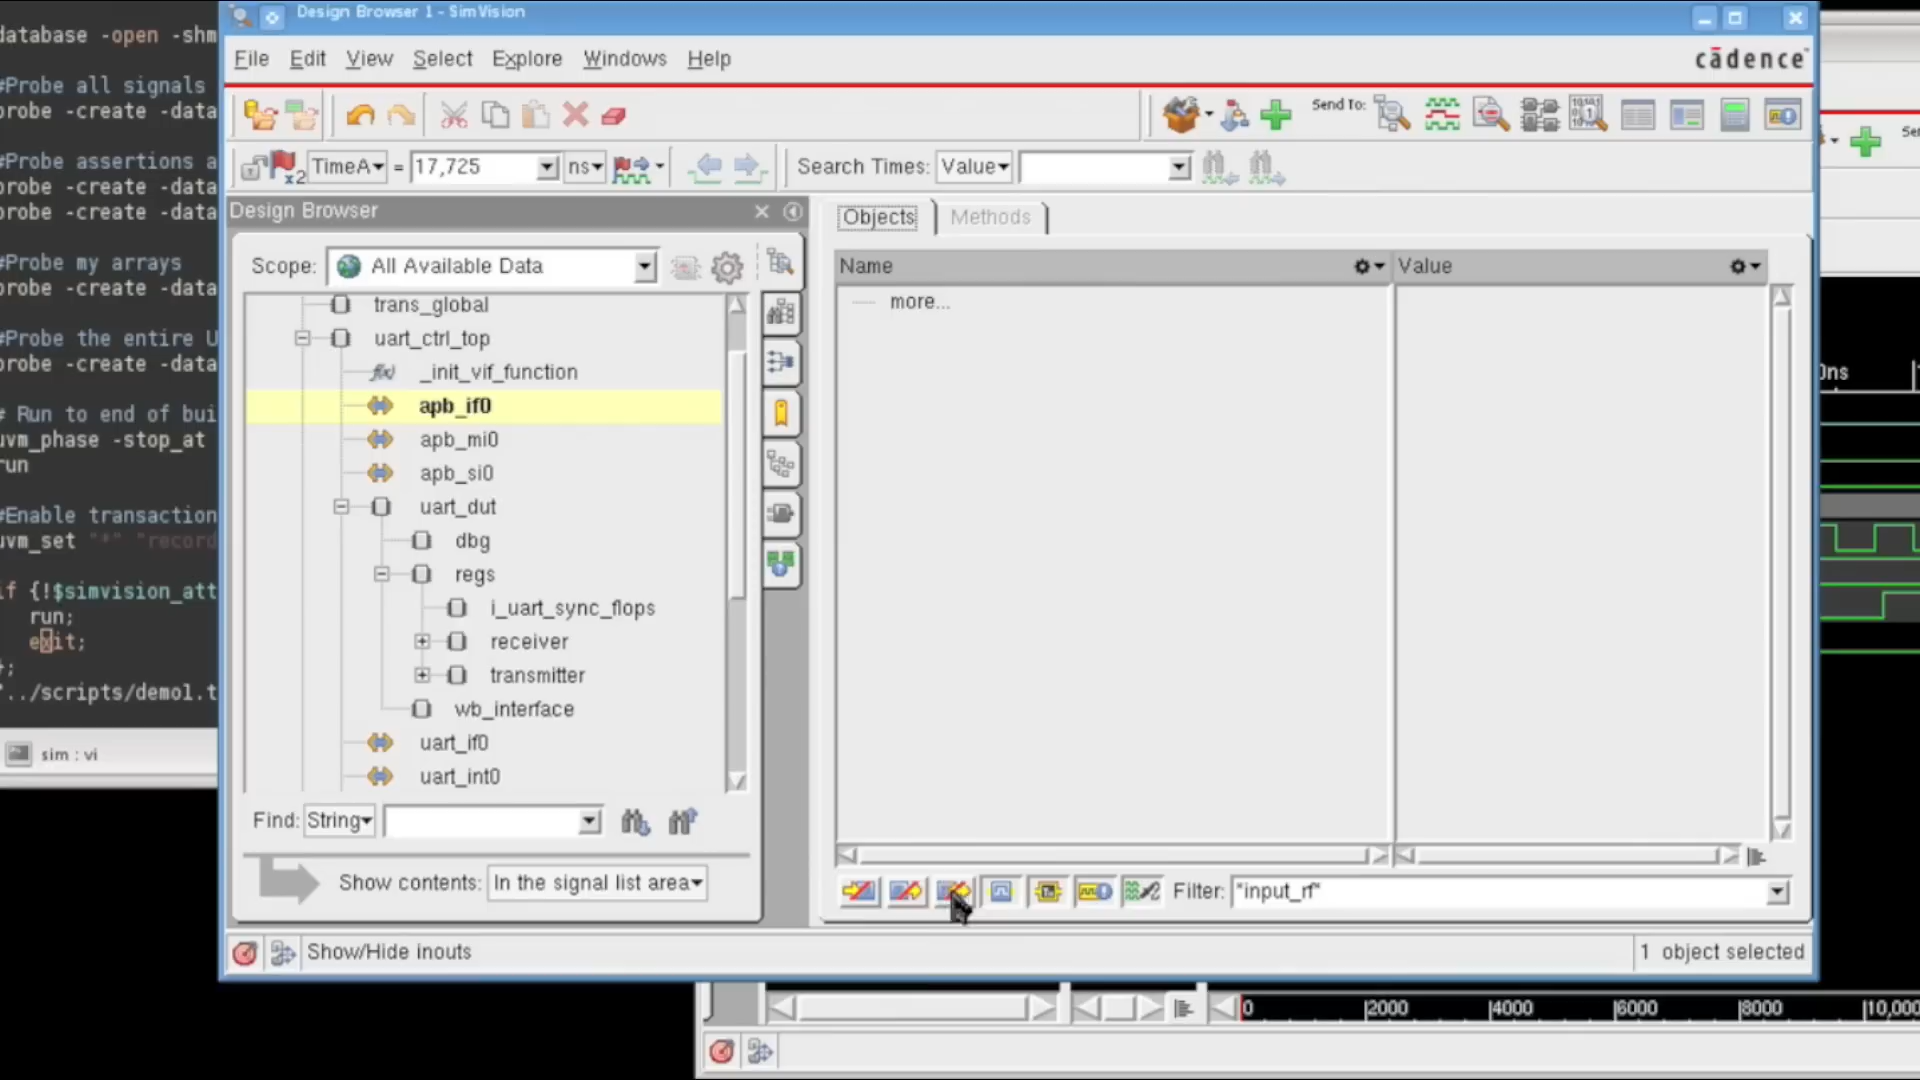 Design Browser 1 - SimVision
File Edit View Select Explore Windows Help
cādence
Send To:
TimeA = 17,725 ns
Search Times: Value
Design Browser
Objects Methods
Scope: All Available Data
Name Value
more...
trans_global
uart_ctrl_top
f(x) _init_vif_function
apb_if0
apb_mi0
apb_si0
uart_dut
dbg
regs
i_uart_sync_flops
receiver
transmitter
wb_interface
uart_if0
uart_int0
Find: String
Show contents: In the signal list area
Filter: "input_rf"
Show/Hide inouts
1 object selected
database -open -shm
#Probe all signals
probe -create -data
#Probe assertions a
probe -create -data
probe -create -data
#Probe my arrays
probe -create -data
#Probe the entire U
probe -create -data
# Run to end of bui
uvm_phase -stop_at
run
#Enable transaction
uvm_set "*" "record
if {!$simvision_att
run;
exit;
};
"../scripts/demo1.t
sim : vi
0ns
0 2000 4000 6000 8000 10,000